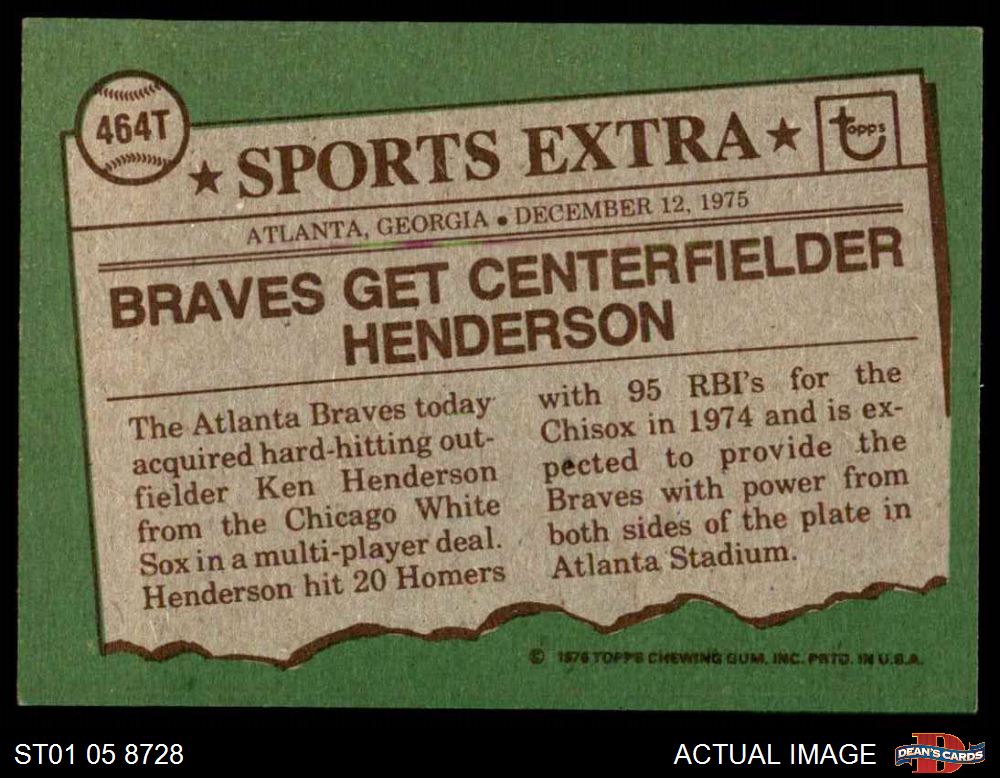 464T
★ SPORTS EXTRA ★
topps
ATLANTA, GEORGIA • DECEMBER 12, 1975
BRAVES GET CENTERFIELDER
HENDERSON
The Atlanta Braves today
acquired hard-hitting out-
fielder Ken Henderson
from the Chicago White
Sox in a multi-player deal.
Henderson hit 20 Homers
with 95 RBI's for the
Chisox in 1974 and is ex-
pected to provide the
Braves with power from
both sides of the plate in
Atlanta Stadium.
© 1976 TOPPS CHEWING GUM, INC. PRTD. IN U.S.A.
ST01 05 8728
ACTUAL IMAGE
D
DEAN'S CARDS